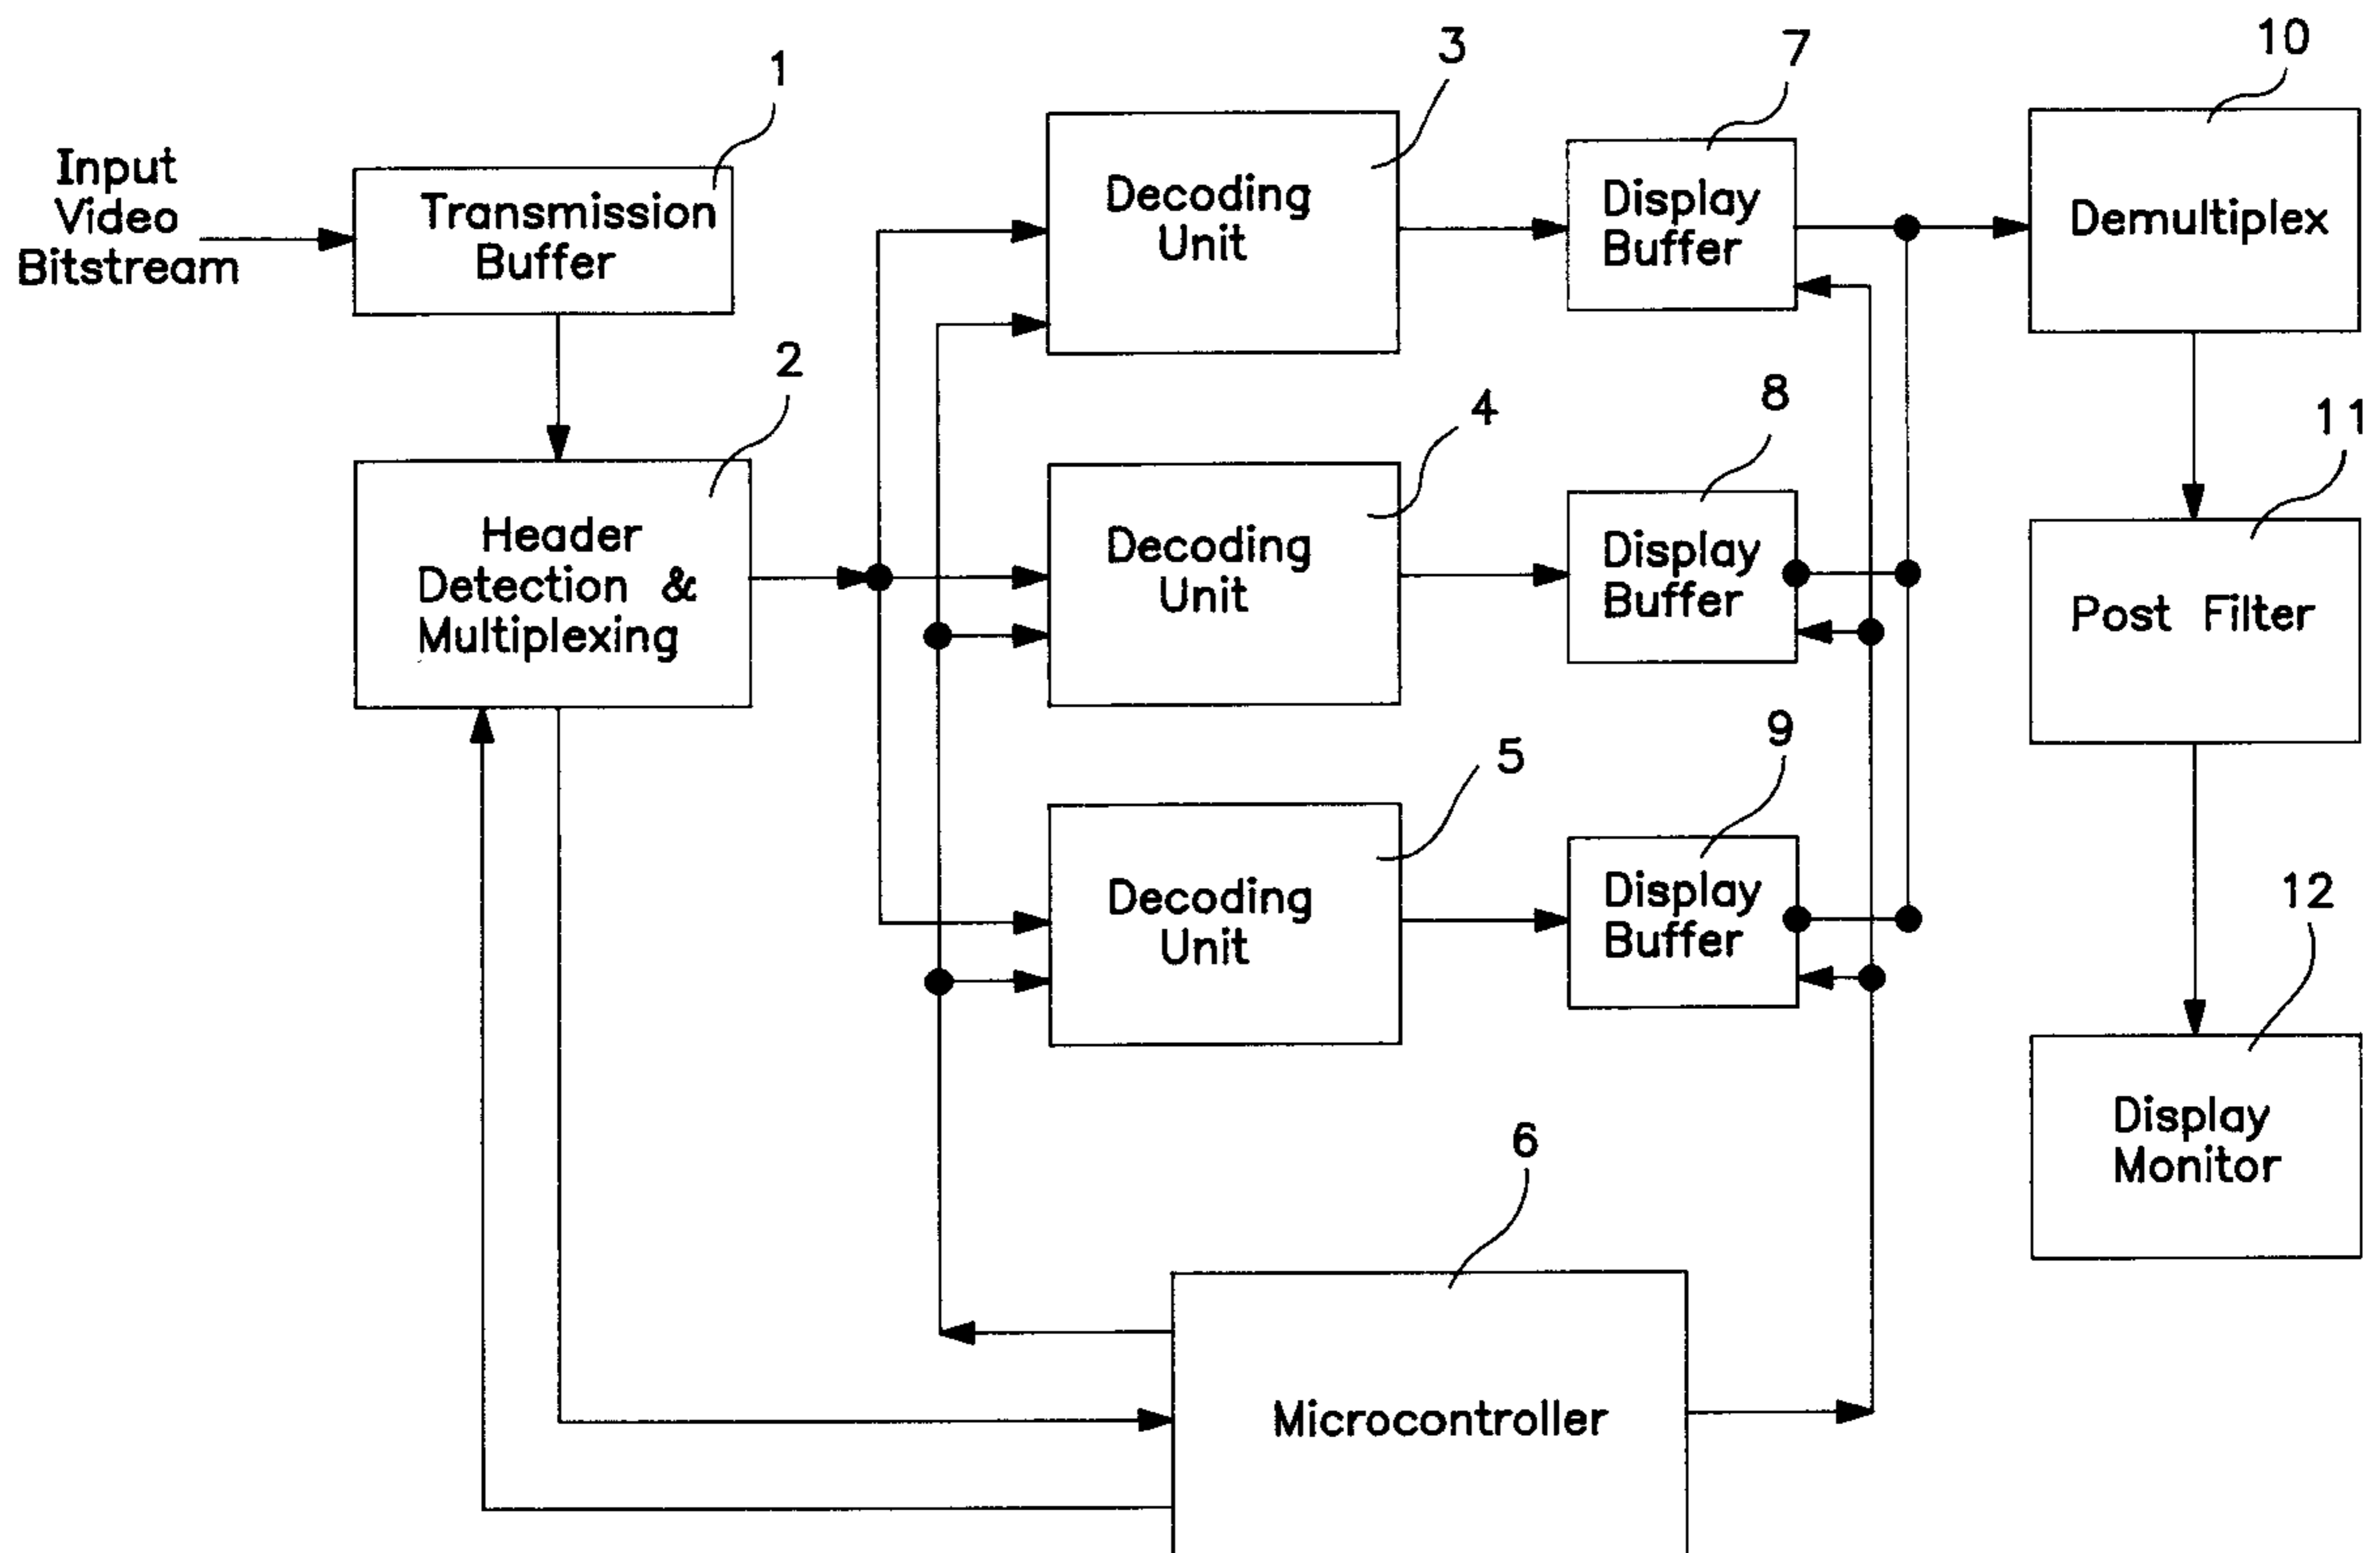 1
Input
Video
Bitstream
Transmission
Buffer
2
Header
Detection &
Multiplexing
3
Decoding
Unit
4
Decoding
Unit
5
Decoding
Unit
6
Microcontroller
7
Display
Buffer
8
Display
Buffer
9
Display
Buffer
10
Demultiplex
11
Post Filter
12
Display
Monitor